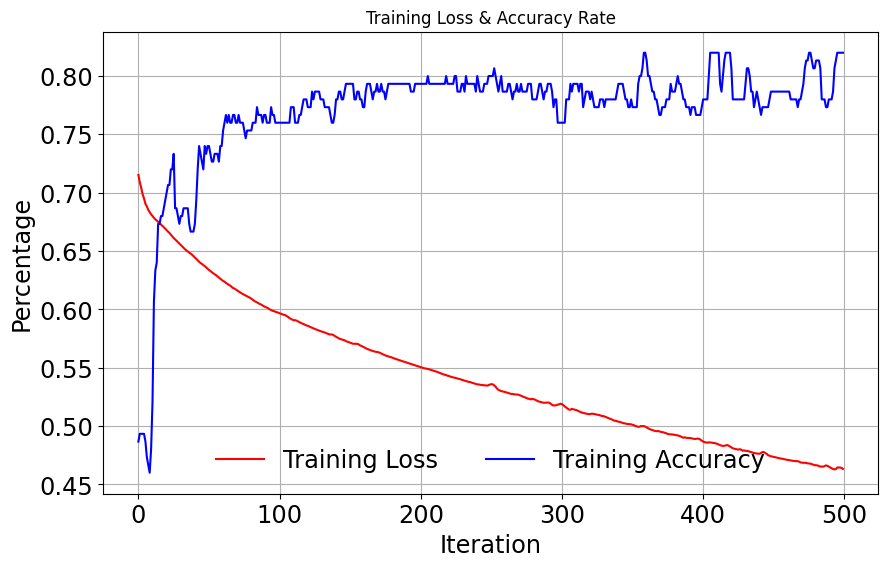 Training Loss & Accuracy Rate
Percentage
0.80
0.75
0.70
0.65
0.60
0.55
0.50
0.45
Training Loss
Training Accuracy
0 100 200 300 400 500
Iteration